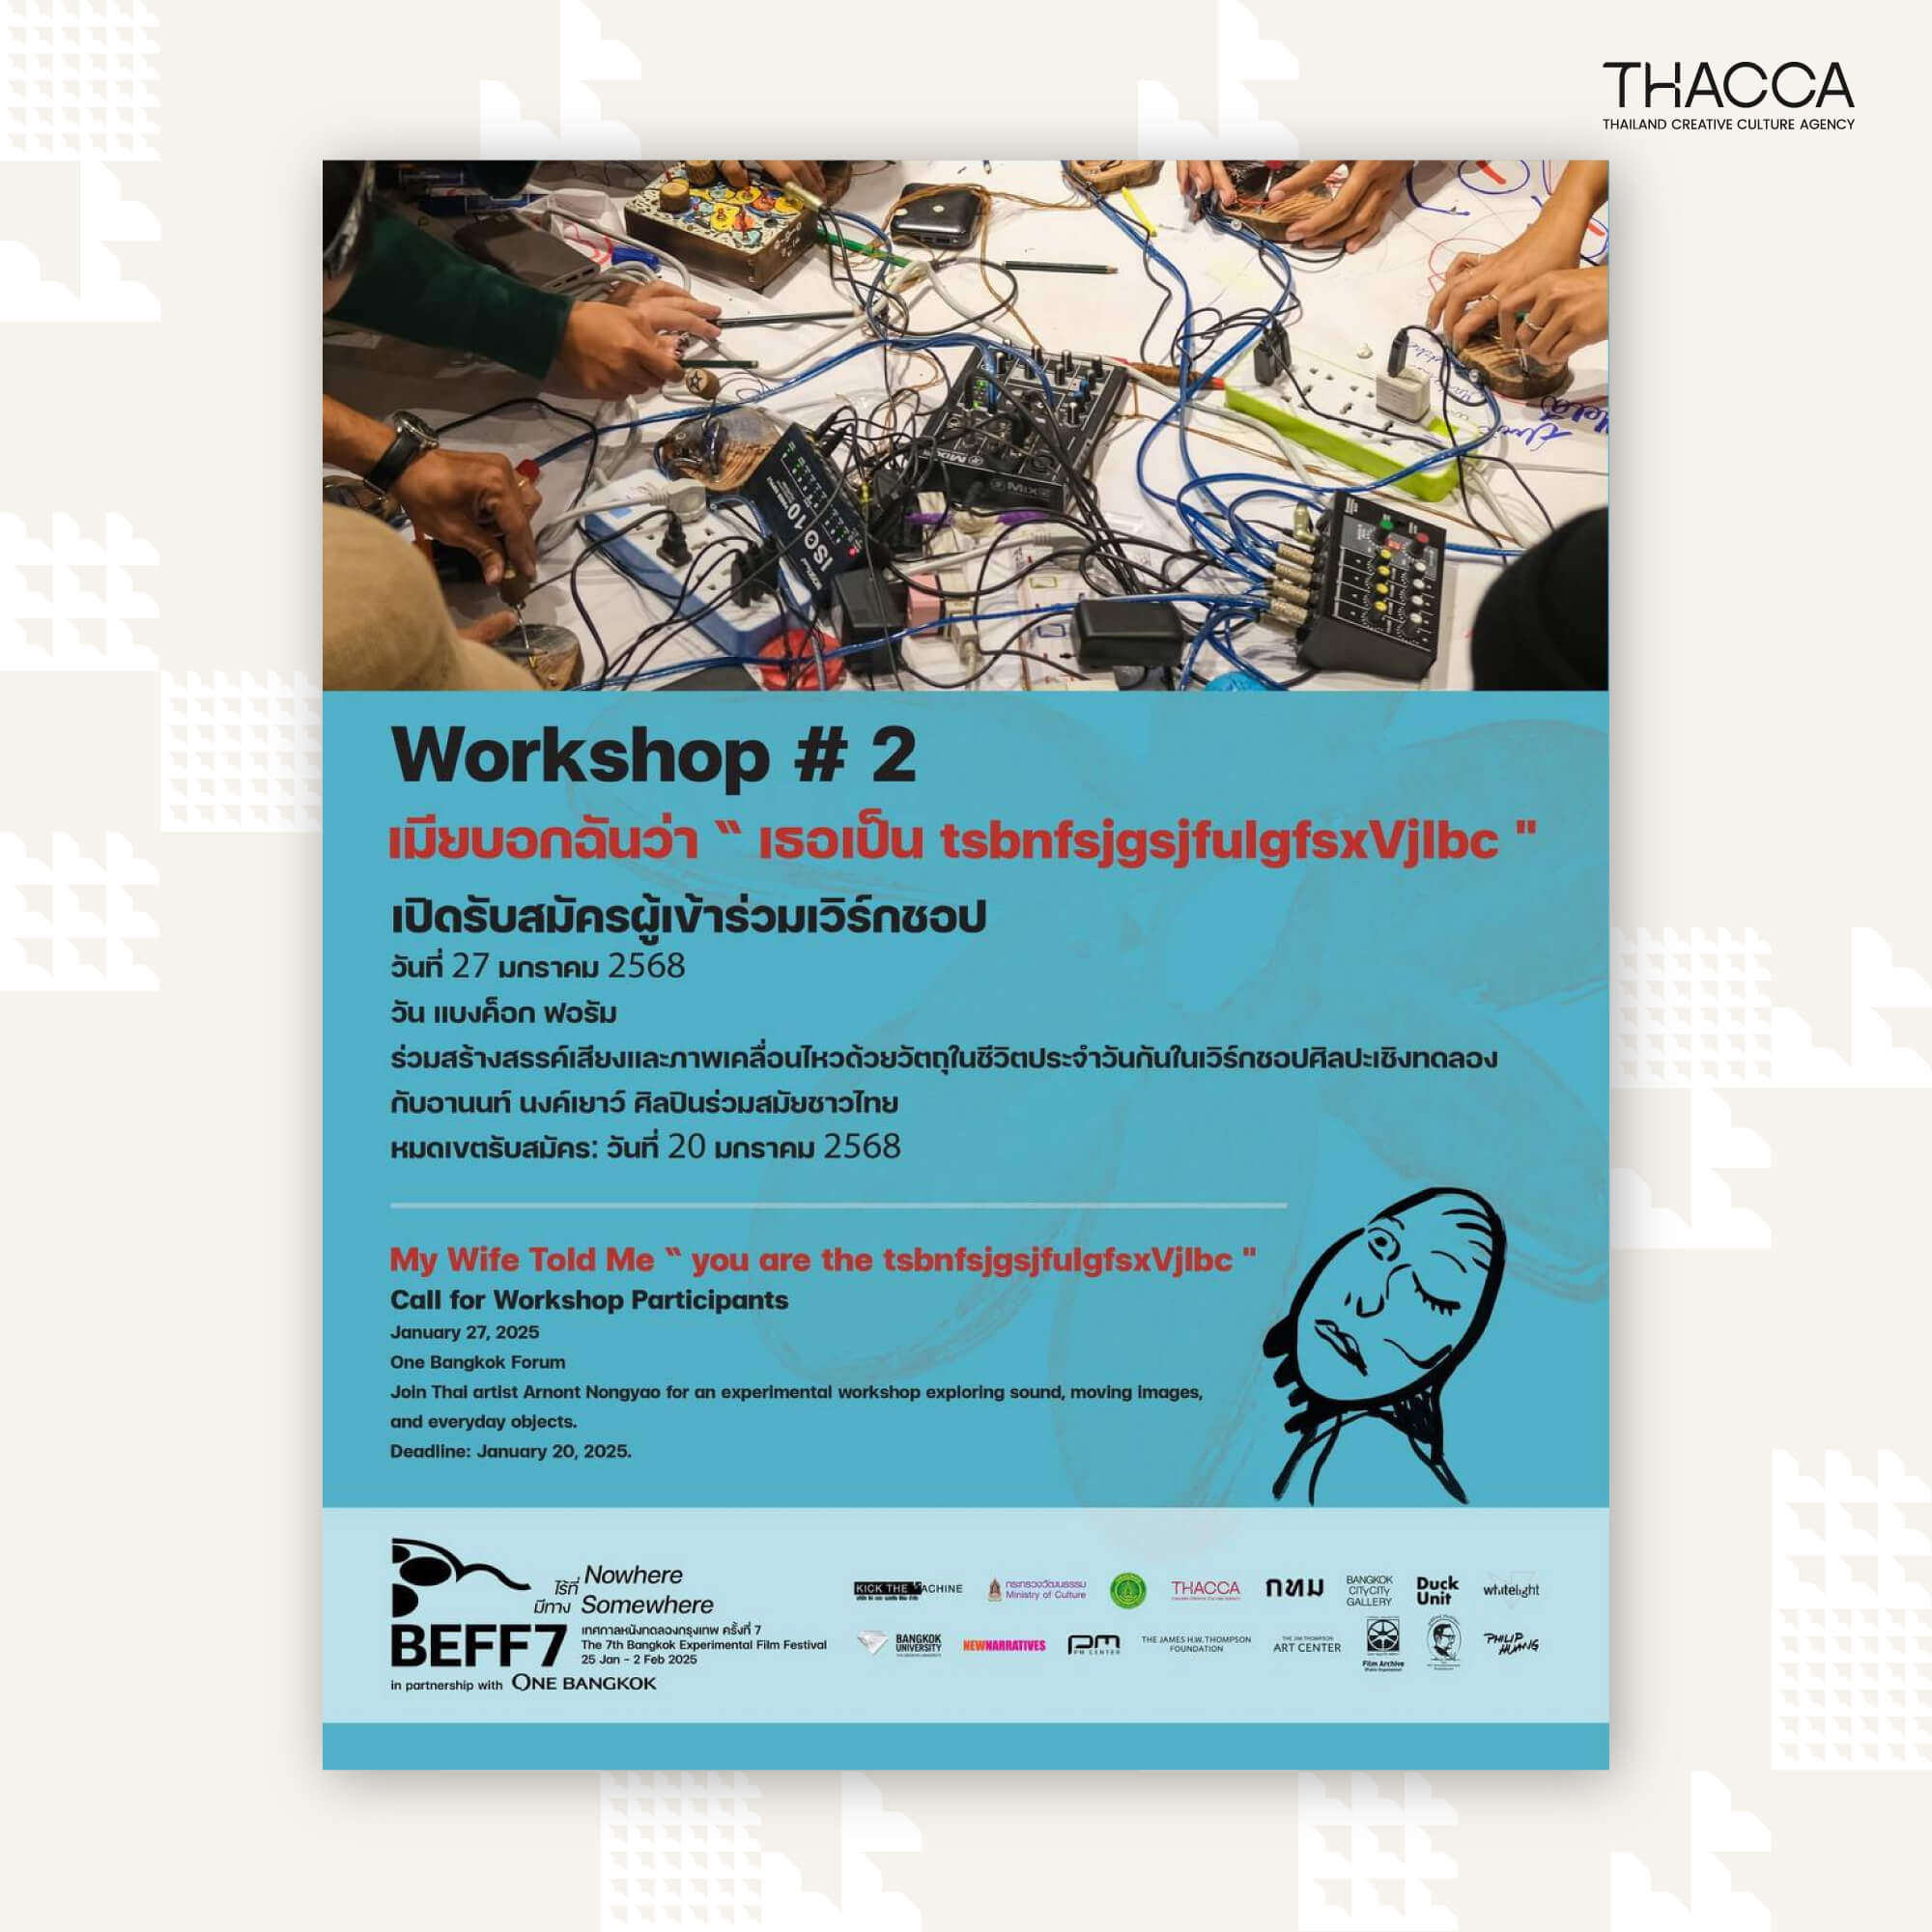 THACCA
THAILAND CREATIVE CULTURE AGENCY
ISO 10
Mix5
Workshop # 2
เมียบอกฉันว่า “ เธอเป็น tsbnfsjgsjfulgfsxVjlbc "
เปิดรับสมัครผู้เข้าร่วมเวิร์กชอป
วันที่ 27 มกราคม 2568
วัน แบงค็อก ฟอรัม
ร่วมสร้างสรรค์เสียงและภาพเคลื่อนไหวด้วยวัตถุในชีวิตประจำวันกันในเวิร์กชอปศิลปะเชิงทดลอง
กับอานนท์ นงค์เยาว์ ศิลปินร่วมสมัยชาวไทย
หมดเขตรับสมัคร: วันที่ 20 มกราคม 2568
My Wife Told Me “ you are the tsbnfsjgsjfulgfsxVjlbc "
Call for Workshop Participants
January 27, 2025
One Bangkok Forum
Join Thai artist Arnont Nongyao for an experimental workshop exploring sound, moving images,
and everyday objects.
Deadline: January 20, 2025.
ไร้ที่ Nowhere
มีทาง Somewhere
BEFF7
เทศกาลหนังทดลองกรุงเทพ ครั้งที่ 7
The 7th Bangkok Experimental Film Festival
25 Jan - 2 Feb 2025
in partnership with ONE BANGKOK
KICK THE MACHINE
กระทรวงวัฒนธรรม
Ministry of Culture
THACCA
กทม
BANGKOK
CITYCITY
GALLERY
Duck
Unit
whitelight
BANGKOK
UNIVERSITY
NEWNARRATIVES
pm
PM CENTER
THE JAMES H.W. THOMPSON
FOUNDATION
THE JIM THOMPSON
ART CENTER
Film Archive
PHILIP
HUANG